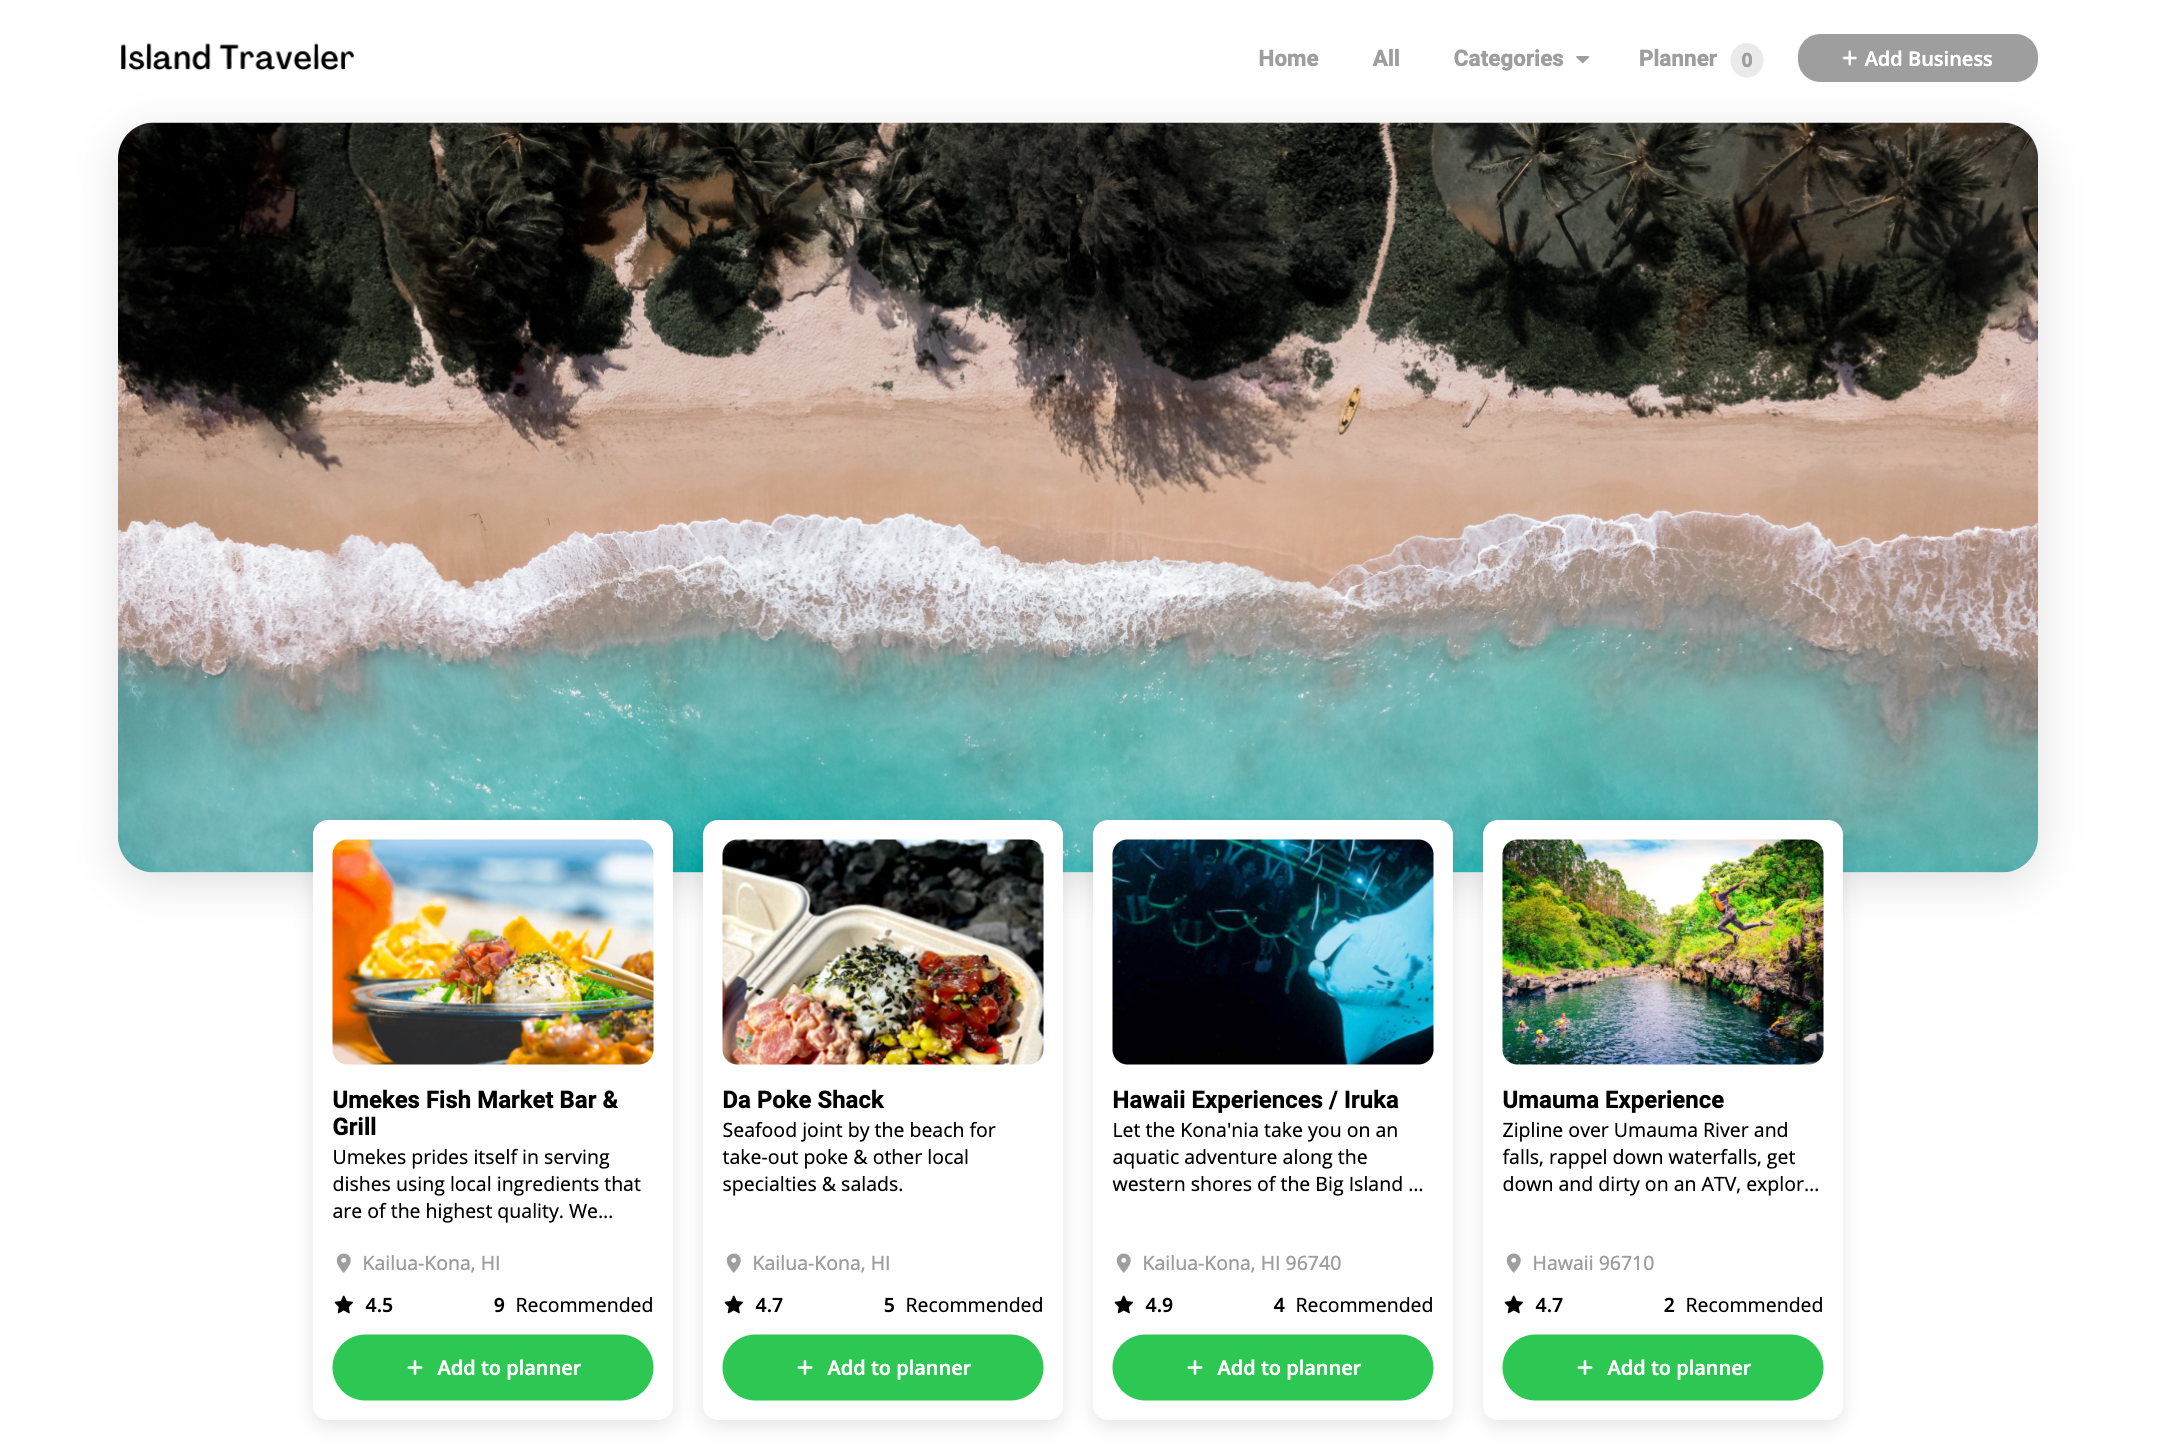 Island Traveler
Home
All
Categories
Planner 0
+ Add Business
Umekes Fish Market Bar &
Grill
Umekes prides itself in serving
dishes using local ingredients that
are of the highest quality. We...
Kailua-Kona, HI
4.5
9 Recommended
+ Add to planner
Da Poke Shack
Seafood joint by the beach for
take-out poke & other local
specialties & salads.
Kailua-Kona, HI
4.7
5 Recommended
+ Add to planner
Hawaii Experiences / Iruka
Let the Kona'nia take you on an
aquatic adventure along the
western shores of the Big Island ...
Kailua-Kona, HI 96740
4.9
4 Recommended
+ Add to planner
Umauma Experience
Zipline over Umauma River and
falls, rappel down waterfalls, get
down and dirty on an ATV, explor...
Hawaii 96710
4.7
2 Recommended
+ Add to planner